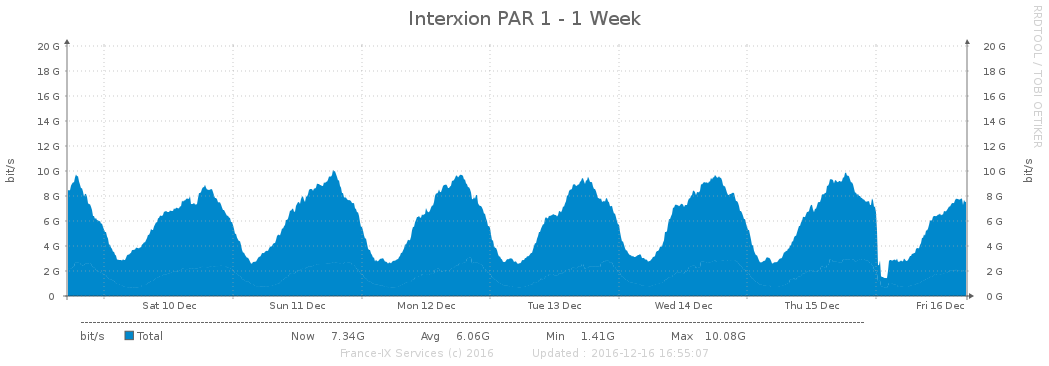 Interxion PAR 1 - 1 Week
RRDTOOL / TOBI OETIKER
20 G 20 G
18 G 18 G
16 G 16 G
14 G 14 G
12 G 12 G
10 G 10 G
8 G 8 G
6 G 6 G
4 G 4 G
2 G 2 G
0 0 G
bit/s bit/s
Sat 10 Dec Sun 11 Dec Mon 12 Dec Tue 13 Dec Wed 14 Dec Thu 15 Dec Fri 16 Dec
bit/s Total Now 7.34G Avg 6.06G Min 1.41G Max 10.08G
France-IX Services (c) 2016 Updated : 2016-12-16 16:55:07